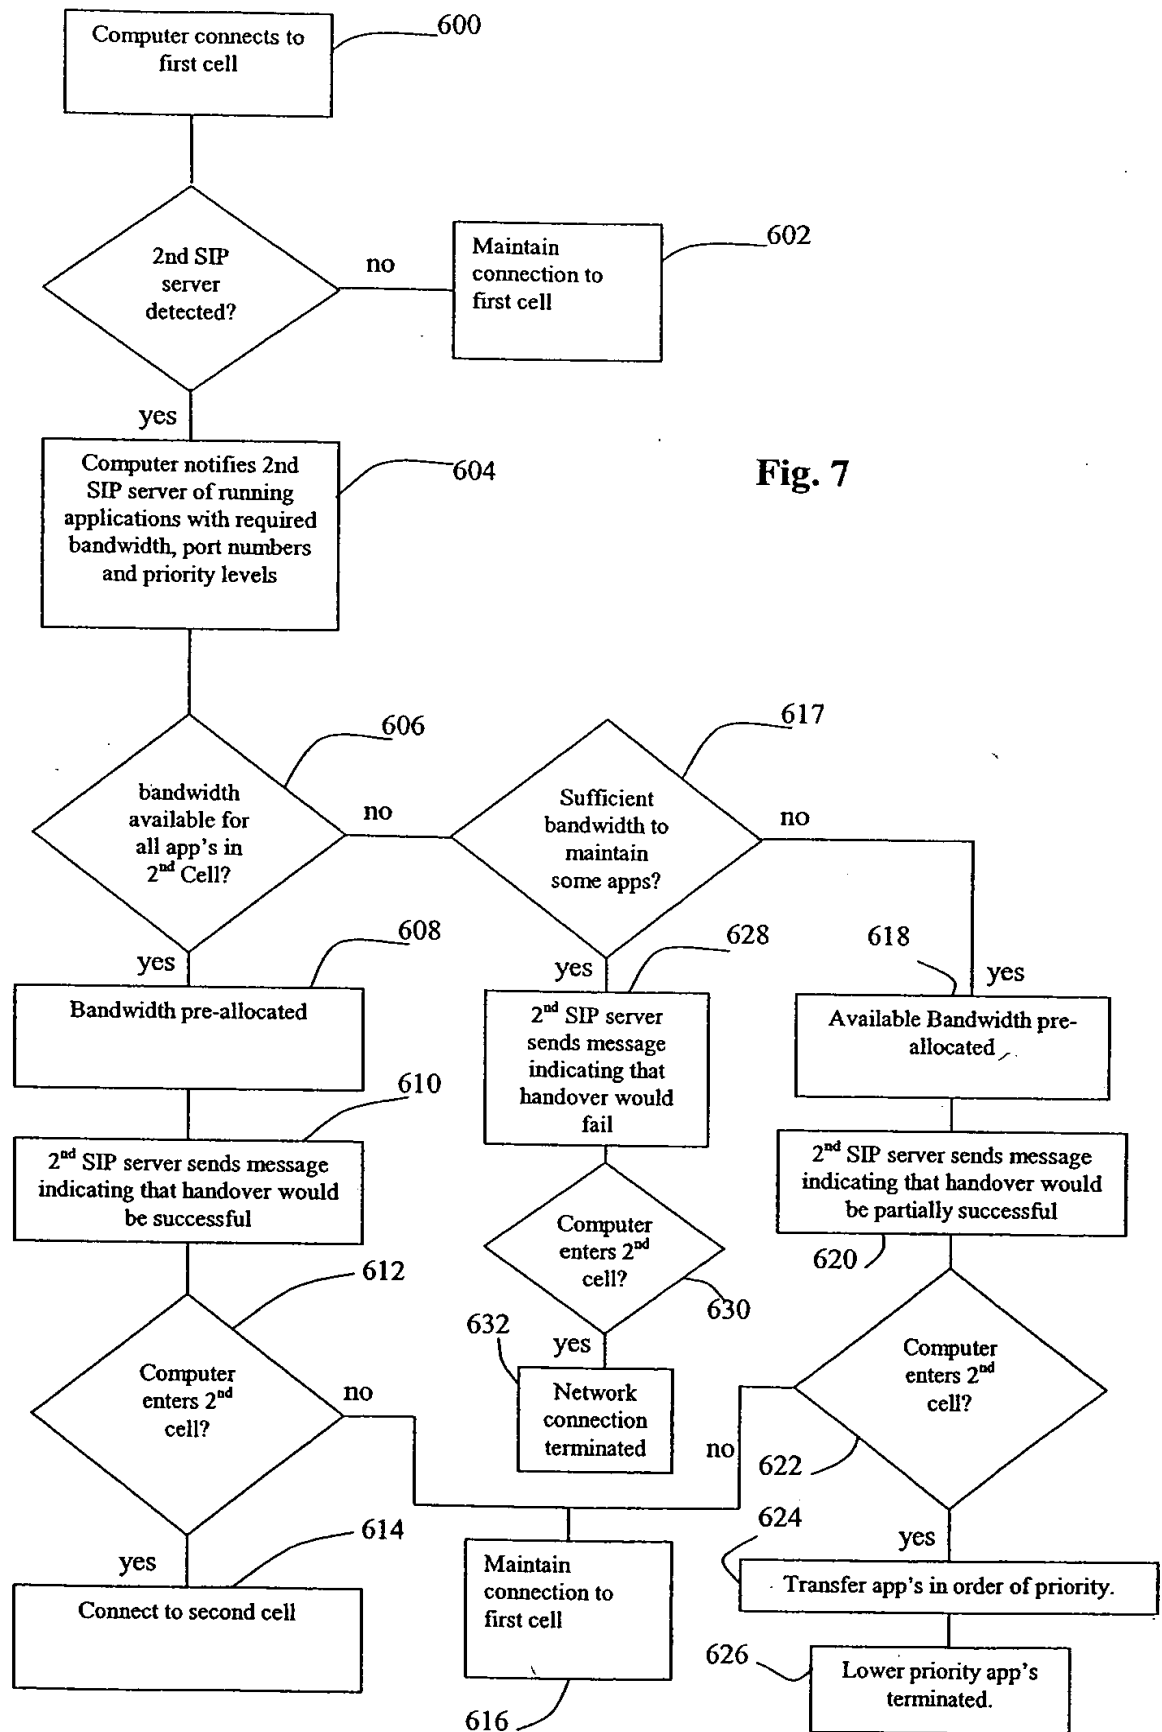 Computer connects to
first cell
600
2nd SIP
server
detected?
no
Maintain
connection to
first cell
602
yes
Computer notifies 2nd
SIP server of running
applications with required
bandwidth, port numbers
and priority levels
604
Fig. 7
bandwidth
available for
all app's in
2nd Cell?
606
no
Sufficient
bandwidth to
maintain
some apps?
617
no
yes
Bandwidth pre-allocated
608
yes
2nd SIP server
sends message
indicating that
handover would
fail
628
618
yes
Available Bandwidth pre-
allocated
610
2nd SIP server sends message
indicating that handover would
be successful
2nd SIP server sends message
indicating that handover would
be partially successful
620
Computer
enters 2nd
cell?
630
612
Computer
enters 2nd
cell?
no
632
yes
Network
connection
terminated
Computer
enters 2nd
cell?
no
622
yes
614
Connect to second cell
Maintain
connection to
first cell
616
624
yes
Transfer app's in order of priority.
626
Lower priority app's
terminated.